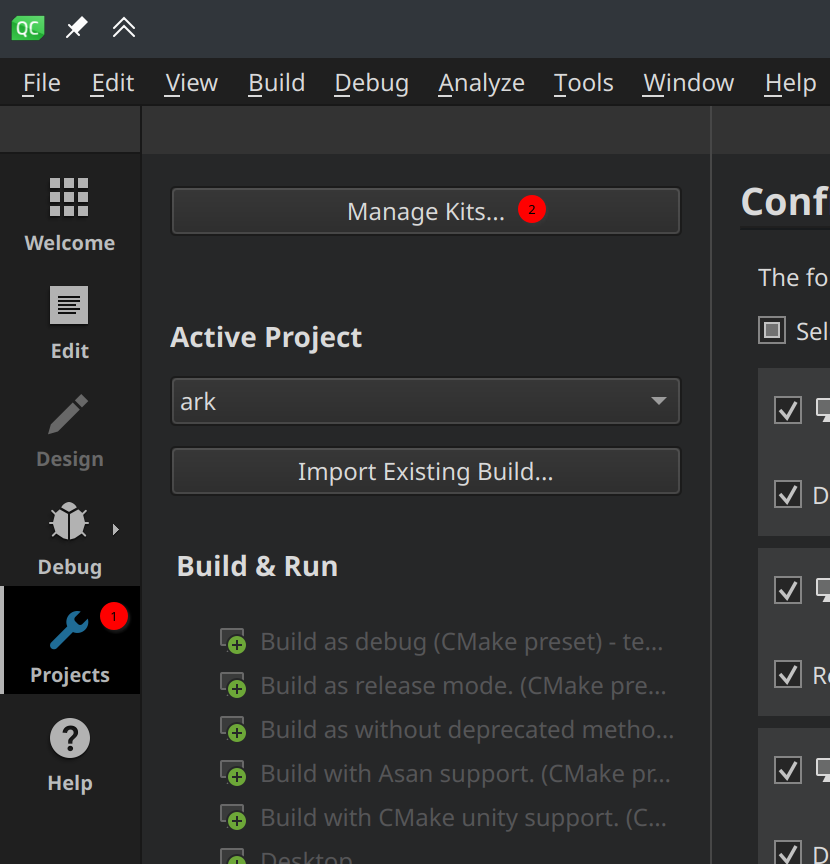 QC
File Edit View Build Debug Analyze Tools Window Help
Welcome
Edit
Design
Debug
1
Projects
Help
Manage Kits... 2
Active Project
ark
Import Existing Build...
Build & Run
Build as debug (CMake preset) - te...
Build as release mode. (CMake pre...
Build as without deprecated metho...
Build with Asan support. (CMake pr...
Build with CMake unity support. (C...
Desktop
Conf
The fo
Sel
D
Re
D